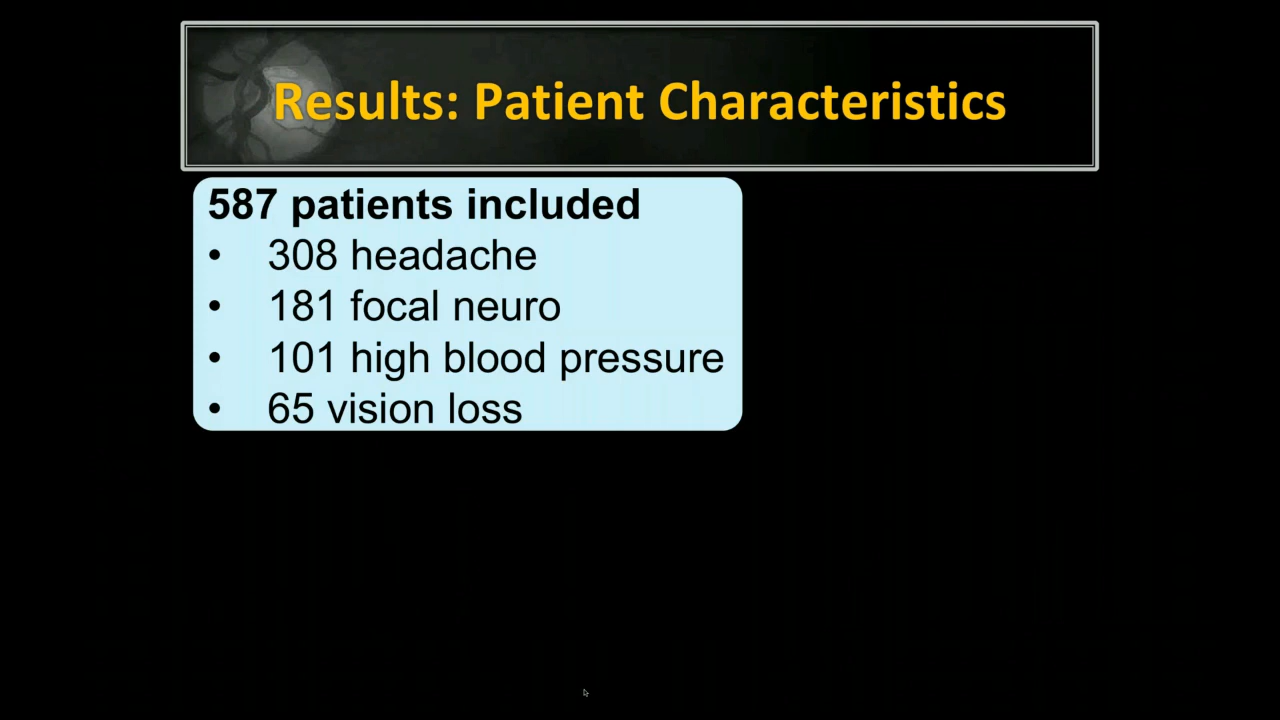 Results: Patient Characteristics
587 patients included
• 308 headache
• 181 focal neuro
• 101 high blood pressure
• 65 vision loss